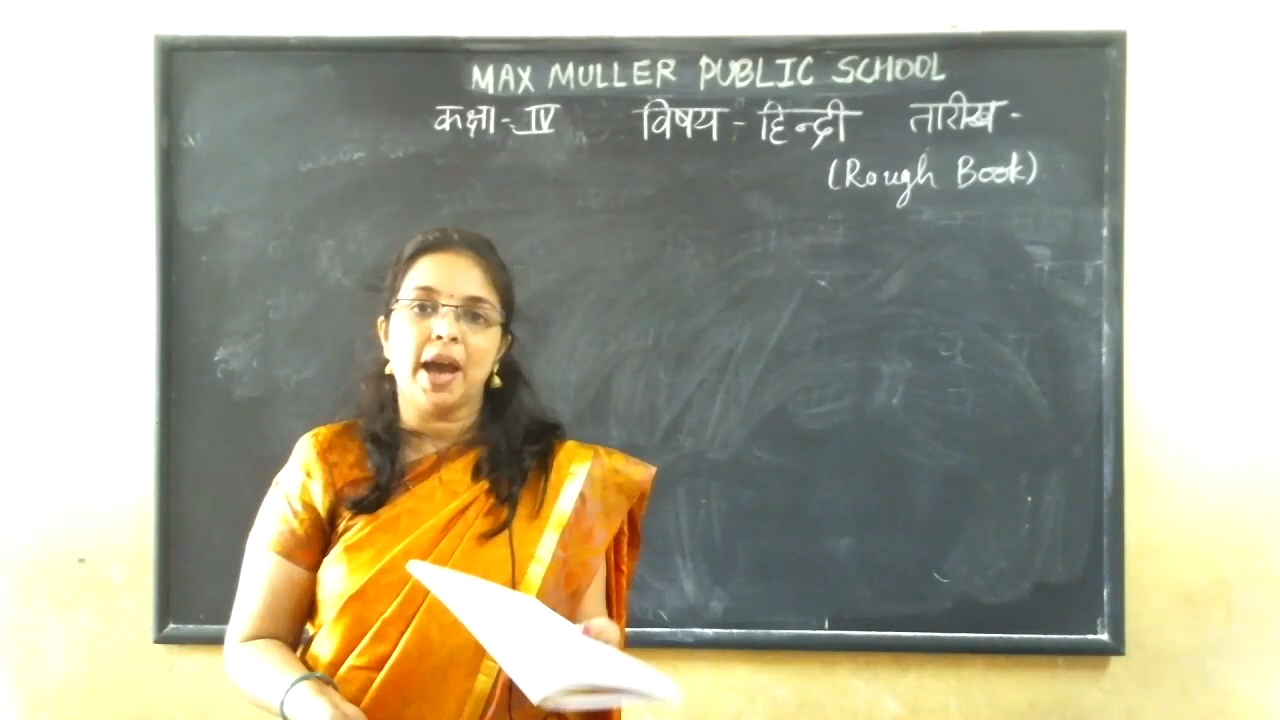 MAX MULLER PUBLIC SCHOOL
कक्षा- IV विषय - हिन्दी तारीख -
(Rough Book)